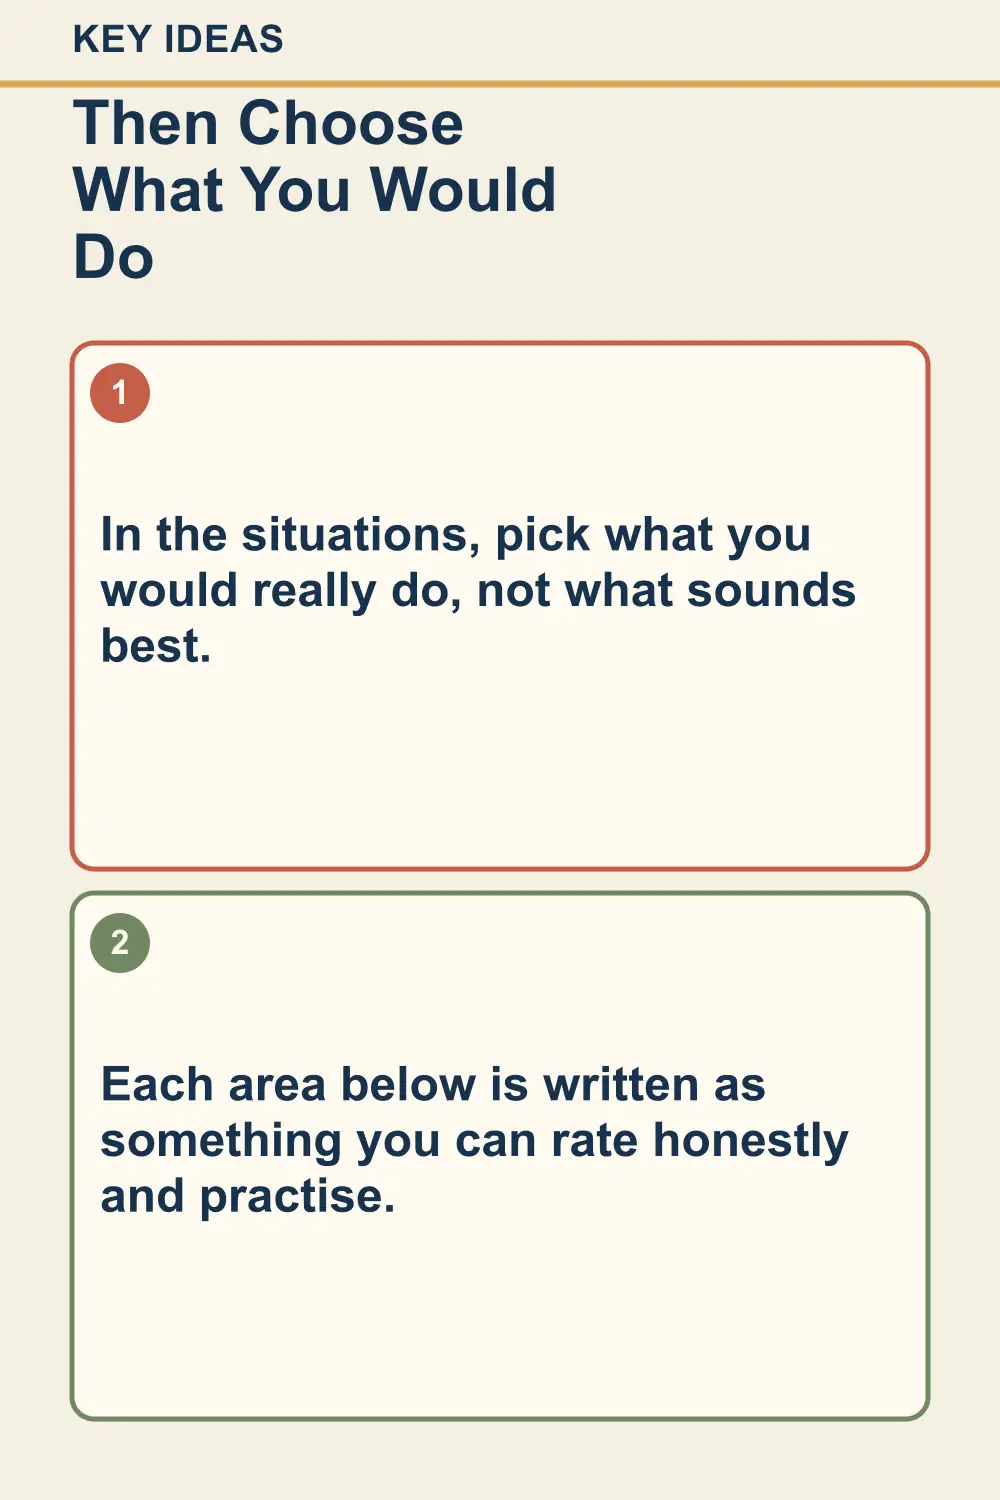 KEY IDEAS
Then Choose
What You Would
Do
1
In the situations, pick what you
would really do, not what sounds
best.
2
Each area below is written as
something you can rate honestly
and practise.